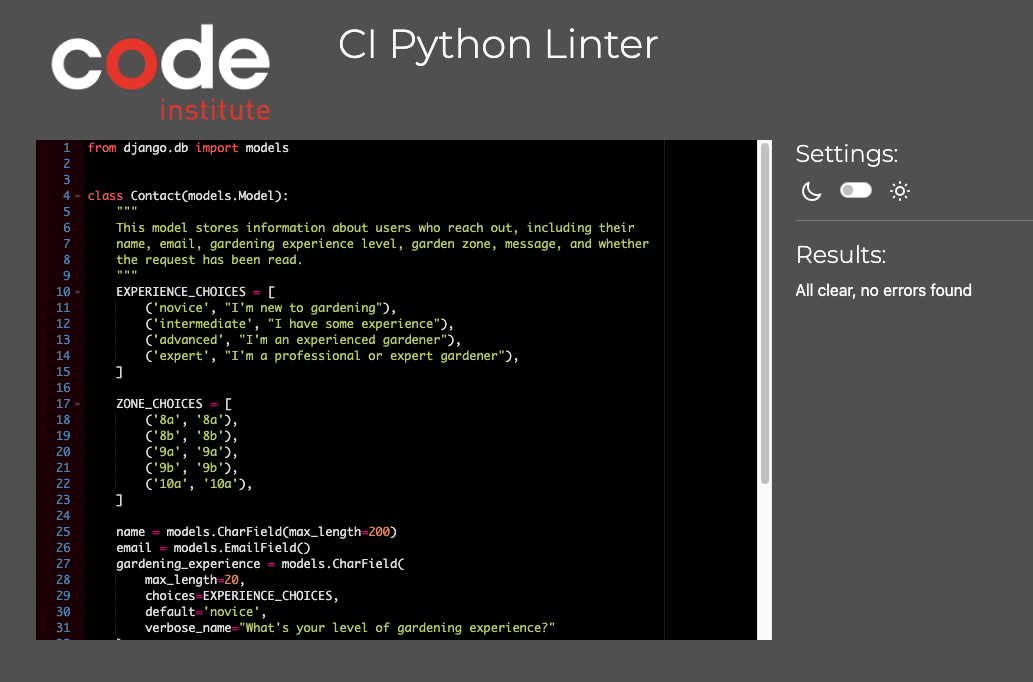 code
institute
CI Python Linter
1 from django.db import models
2
3
4 class Contact(models.Model):
5     """
6     This model stores information about users who reach out, including their
7     name, email, gardening experience level, garden zone, message, and whether
8     the request has been read.
9     """
10     EXPERIENCE_CHOICES = [
11         ('novice', "I'm new to gardening"),
12         ('intermediate', "I have some experience"),
13         ('advanced', "I'm an experienced gardener"),
14         ('expert', "I'm a professional or expert gardener"),
15     ]
16
17     ZONE_CHOICES = [
18         ('8a', '8a'),
19         ('8b', '8b'),
20         ('9a', '9a'),
21         ('9b', '9b'),
22         ('10a', '10a'),
23     ]
24
25     name = models.CharField(max_length=200)
26     email = models.EmailField()
27     gardening_experience = models.CharField(
28         max_length=20,
29         choices=EXPERIENCE_CHOICES,
30         default='novice',
31         verbose_name="What's your level of gardening experience?"
Settings:
Results:
All clear, no errors found